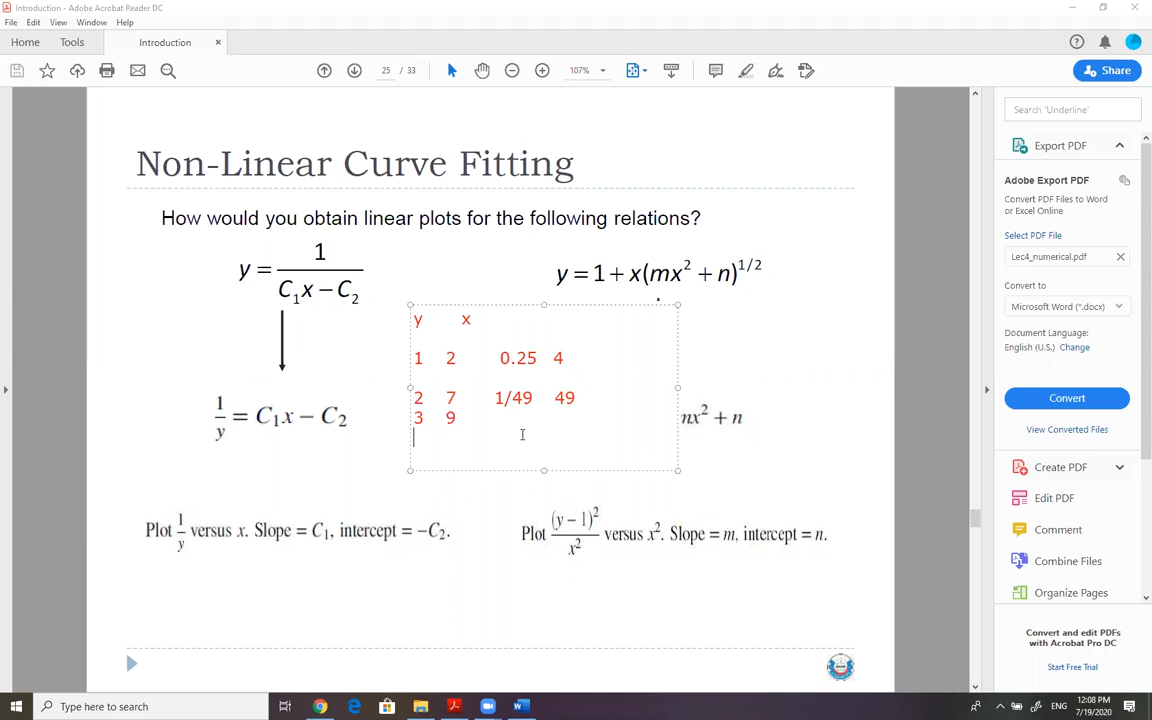 Introduction - Adobe Acrobat Reader DC
File Edit View Window Help
Home Tools Introduction ×
25 / 33 107% Share
Non-Linear Curve Fitting
How would you obtain linear plots for the following relations?
y = 1 / (C₁x − C₂)
y = 1 + x(mx² + n)^1/2
y x
1 2 0.25 4
2 7 1/49 49
3 9
1/y = C₁x − C₂
nx² + n
Plot 1/y versus x. Slope = C₁, intercept = −C₂.
Plot (y − 1)²/x² versus x². Slope = m, intercept = n.
Search 'Underline'
Export PDF
Adobe Export PDF
Convert PDF Files to Word
or Excel Online
Select PDF File
Lec4_numerical.pdf ×
Convert to
Microsoft Word (*.docx)
Document Language:
English (U.S.) Change
Convert
View Converted Files
Create PDF
Edit PDF
Comment
Combine Files
Organize Pages
Convert and edit PDFs
with Acrobat Pro DC
Start Free Trial
Type here to search
ENG
12:08 PM
7/19/2020